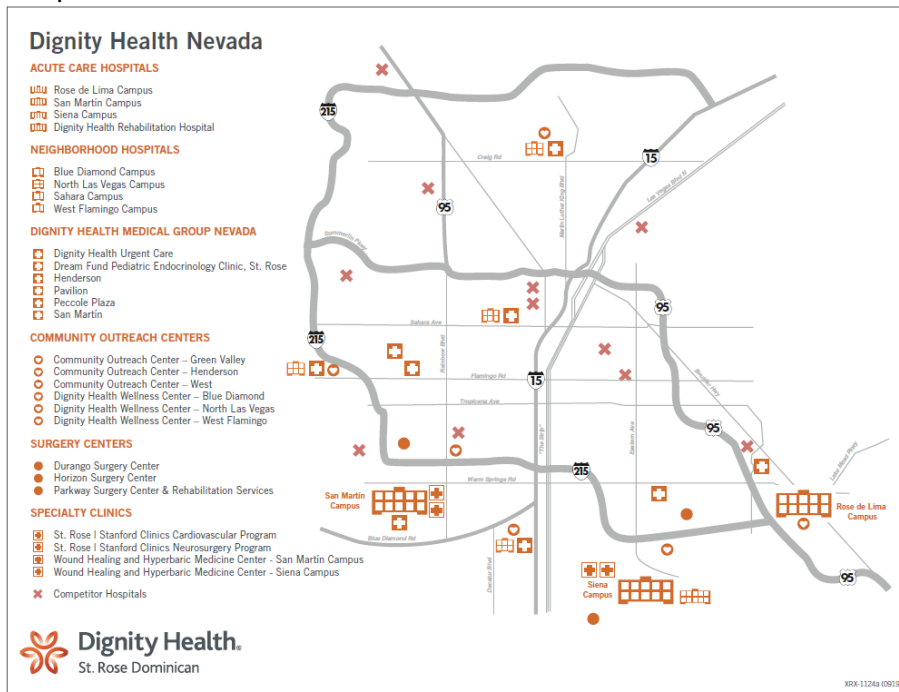 Dignity Health Nevada
ACUTE CARE HOSPITALS
Rose de Lima Campus
San Martín Campus
Siena Campus
Dignity Health Rehabilitation Hospital
NEIGHBORHOOD HOSPITALS
Blue Diamond Campus
North Las Vegas Campus
Sahara Campus
West Flamingo Campus
DIGNITY HEALTH MEDICAL GROUP NEVADA
Dignity Health Urgent Care
Dream Fund Pediatric Endocrinology Clinic, St. Rose
Henderson
Pavilion
Peccole Plaza
San Martín
COMMUNITY OUTREACH CENTERS
Community Outreach Center – Green Valley
Community Outreach Center – Henderson
Community Outreach Center – West
Dignity Health Wellness Center – Blue Diamond
Dignity Health Wellness Center – North Las Vegas
Dignity Health Wellness Center – West Flamingo
SURGERY CENTERS
Durango Surgery Center
Horizon Surgery Center
Parkway Surgery Center & Rehabilitation Services
SPECIALTY CLINICS
St. Rose | Stanford Clinics Cardiovascular Program
St. Rose | Stanford Clinics Neurosurgery Program
Wound Healing and Hyperbaric Medicine Center - San Martín Campus
Wound Healing and Hyperbaric Medicine Center - Siena Campus
Competitor Hospitals
Dignity Health.
St. Rose Dominican
215
Craig Rd
15
Las Vegas Blvd N
Martin Luther King Blvd
95
Summerlin Pkwy
95
Sahara Ave
215
Rainbow Blvd
Flamingo Rd
15
Boulder Hwy
Tropicana Ave
"The Strip"
Eastern Ave
95
215
Lake Mead Pkwy
Warm Springs Rd
San Martín
Campus
Rose de Lima
Campus
Blue Diamond Rd
Decatur Blvd
Siena
Campus
95
XRX-1124a (0919